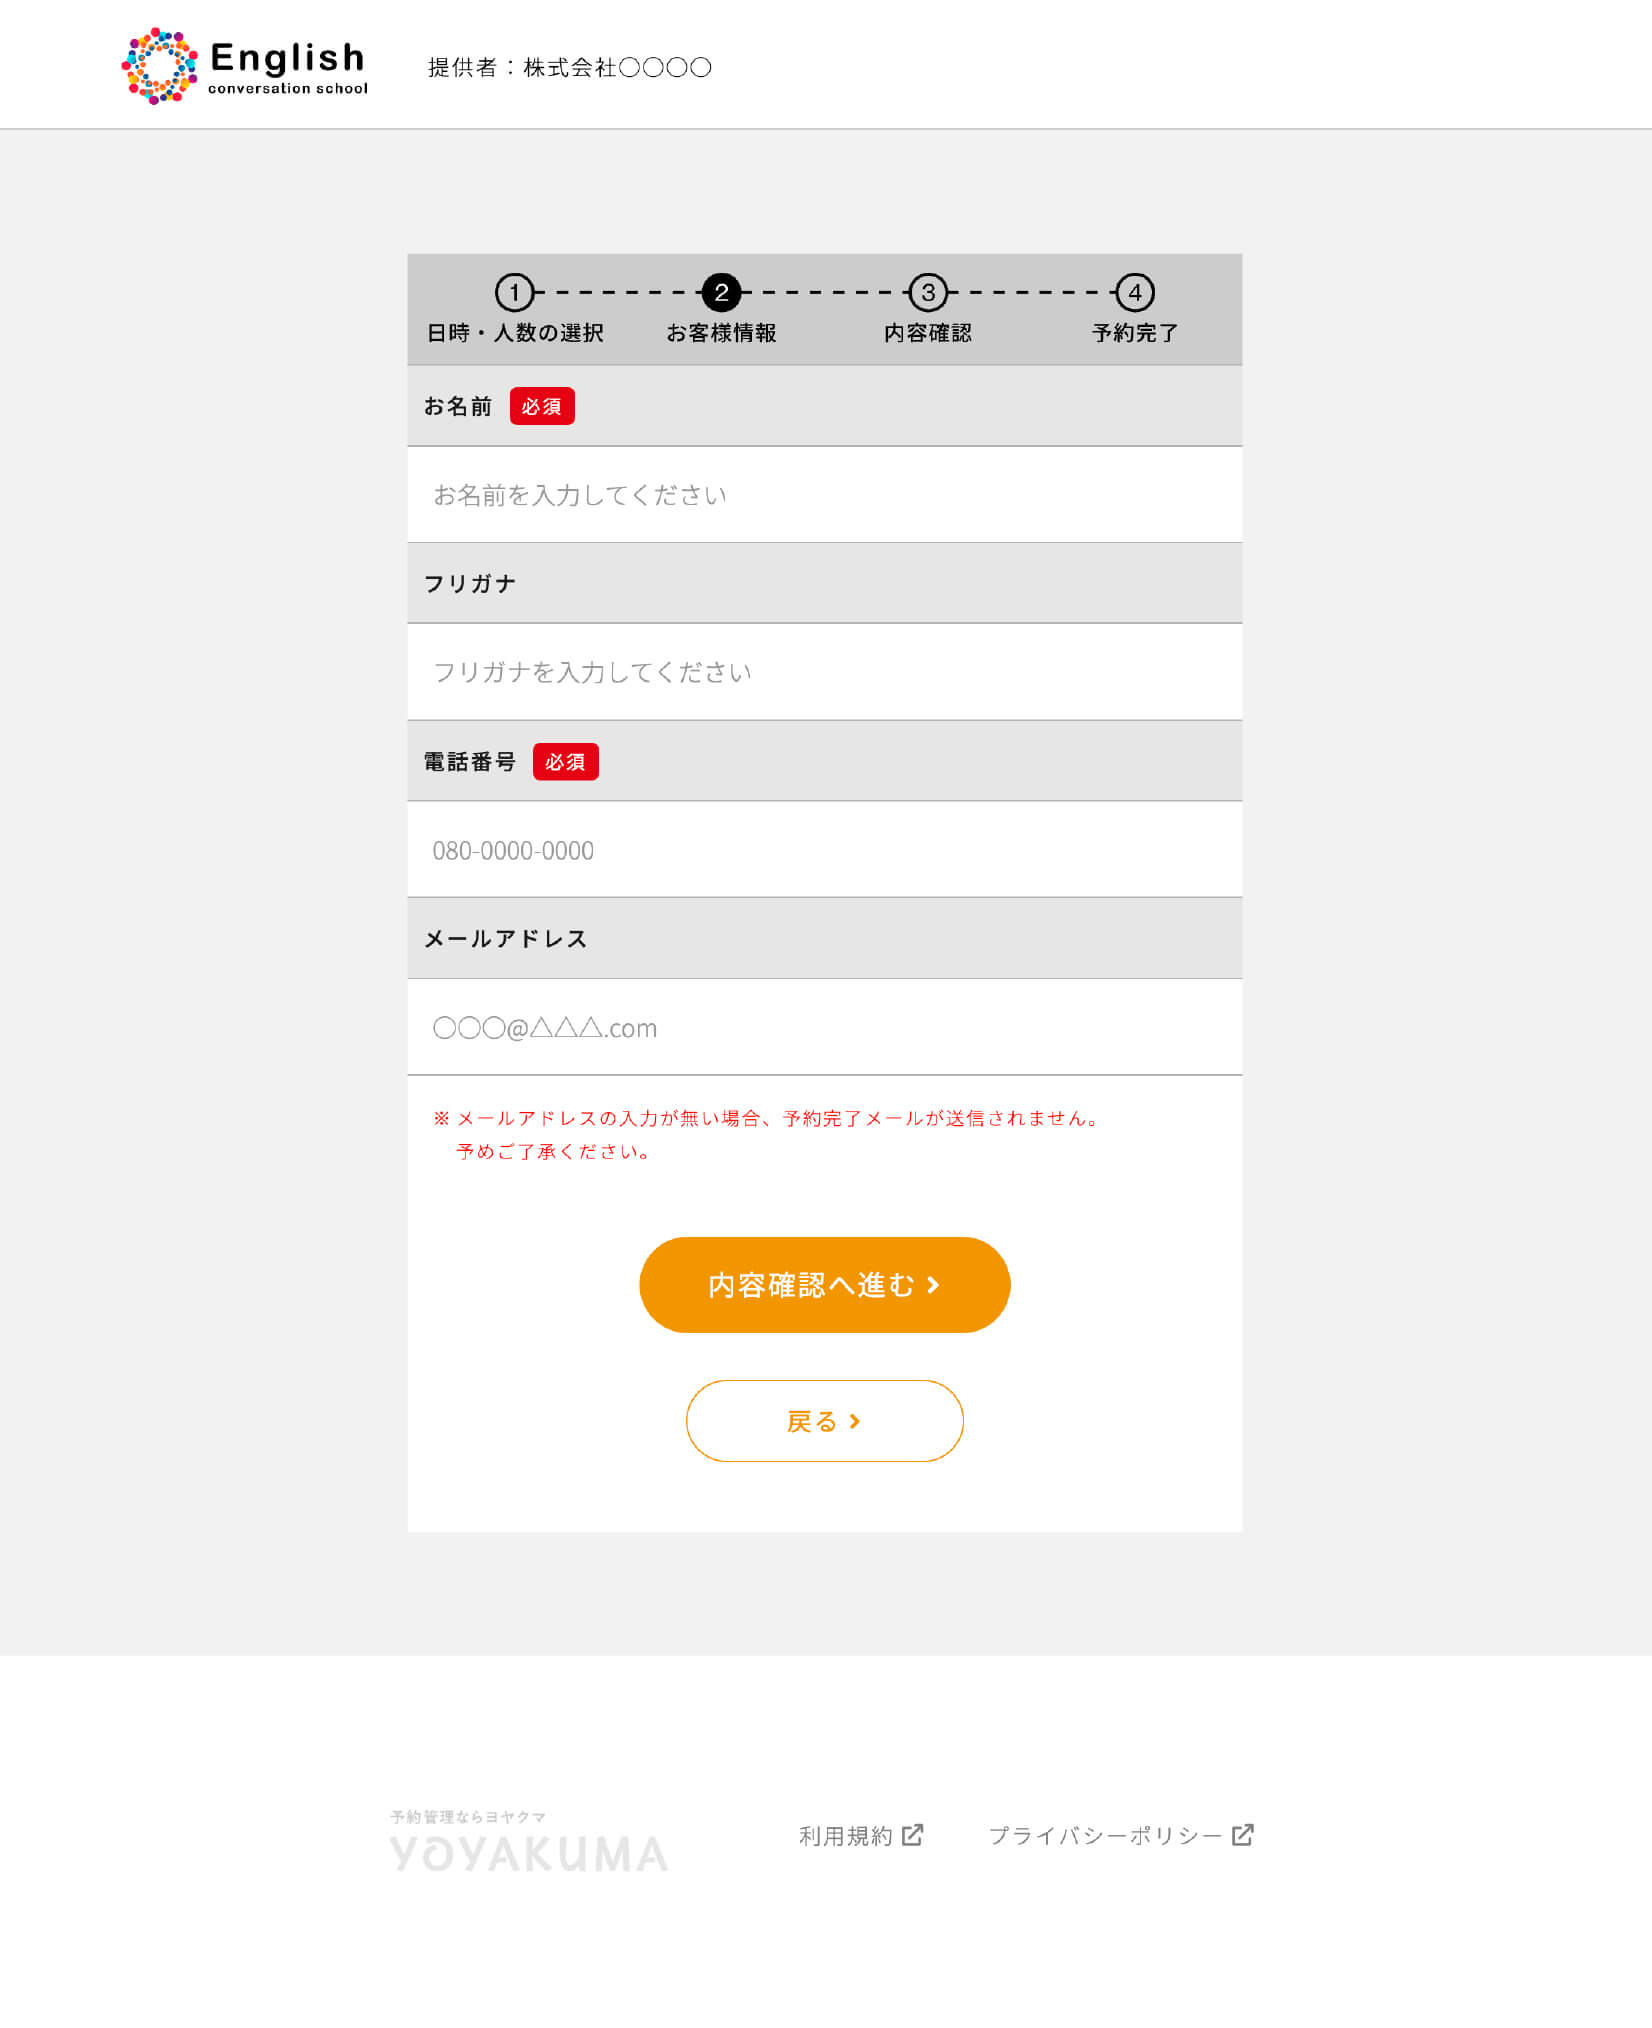 English
conversation school
提供者：株式会社〇〇〇〇
1 2 3 4
日時・人数の選択 お客様情報 内容確認 予約完了
お名前 必須
お名前を入力してください
フリガナ
フリガナを入力してください
電話番号 必須
080-0000-0000
メールアドレス
〇〇〇@△△△.com
※ メールアドレスの入力が無い場合、予約完了メールが送信されません。
予めご了承ください。
内容確認へ進む
戻る
予約管理ならヨヤクマ
YOYAKUMA
利用規約 プライバシーポリシー